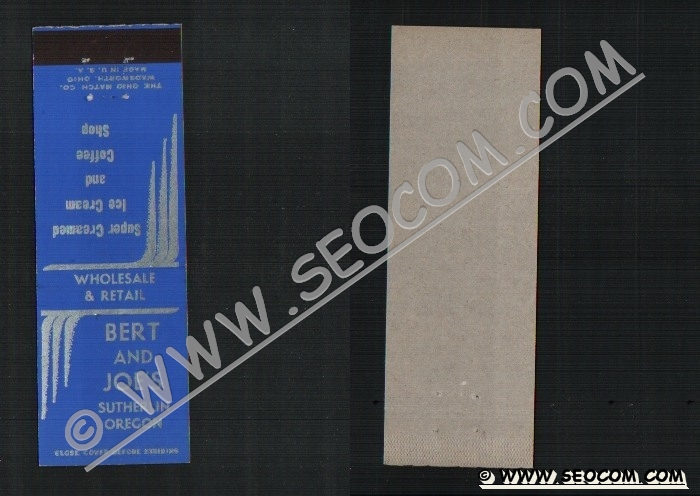 THE OHIO MATCH CO.
WADSWORTH, OHIO
MADE IN U. S. A.
Super Creamed
Ice Cream
and
Coffee
Shop
WHOLESALE
& RETAIL
BERT
AND
JOE'S
SUTHERLIN
OREGON
CLOSE COVER BEFORE STRIKING
© WWW.SEOCOM.COM
© WWW.SEOCOM.COM